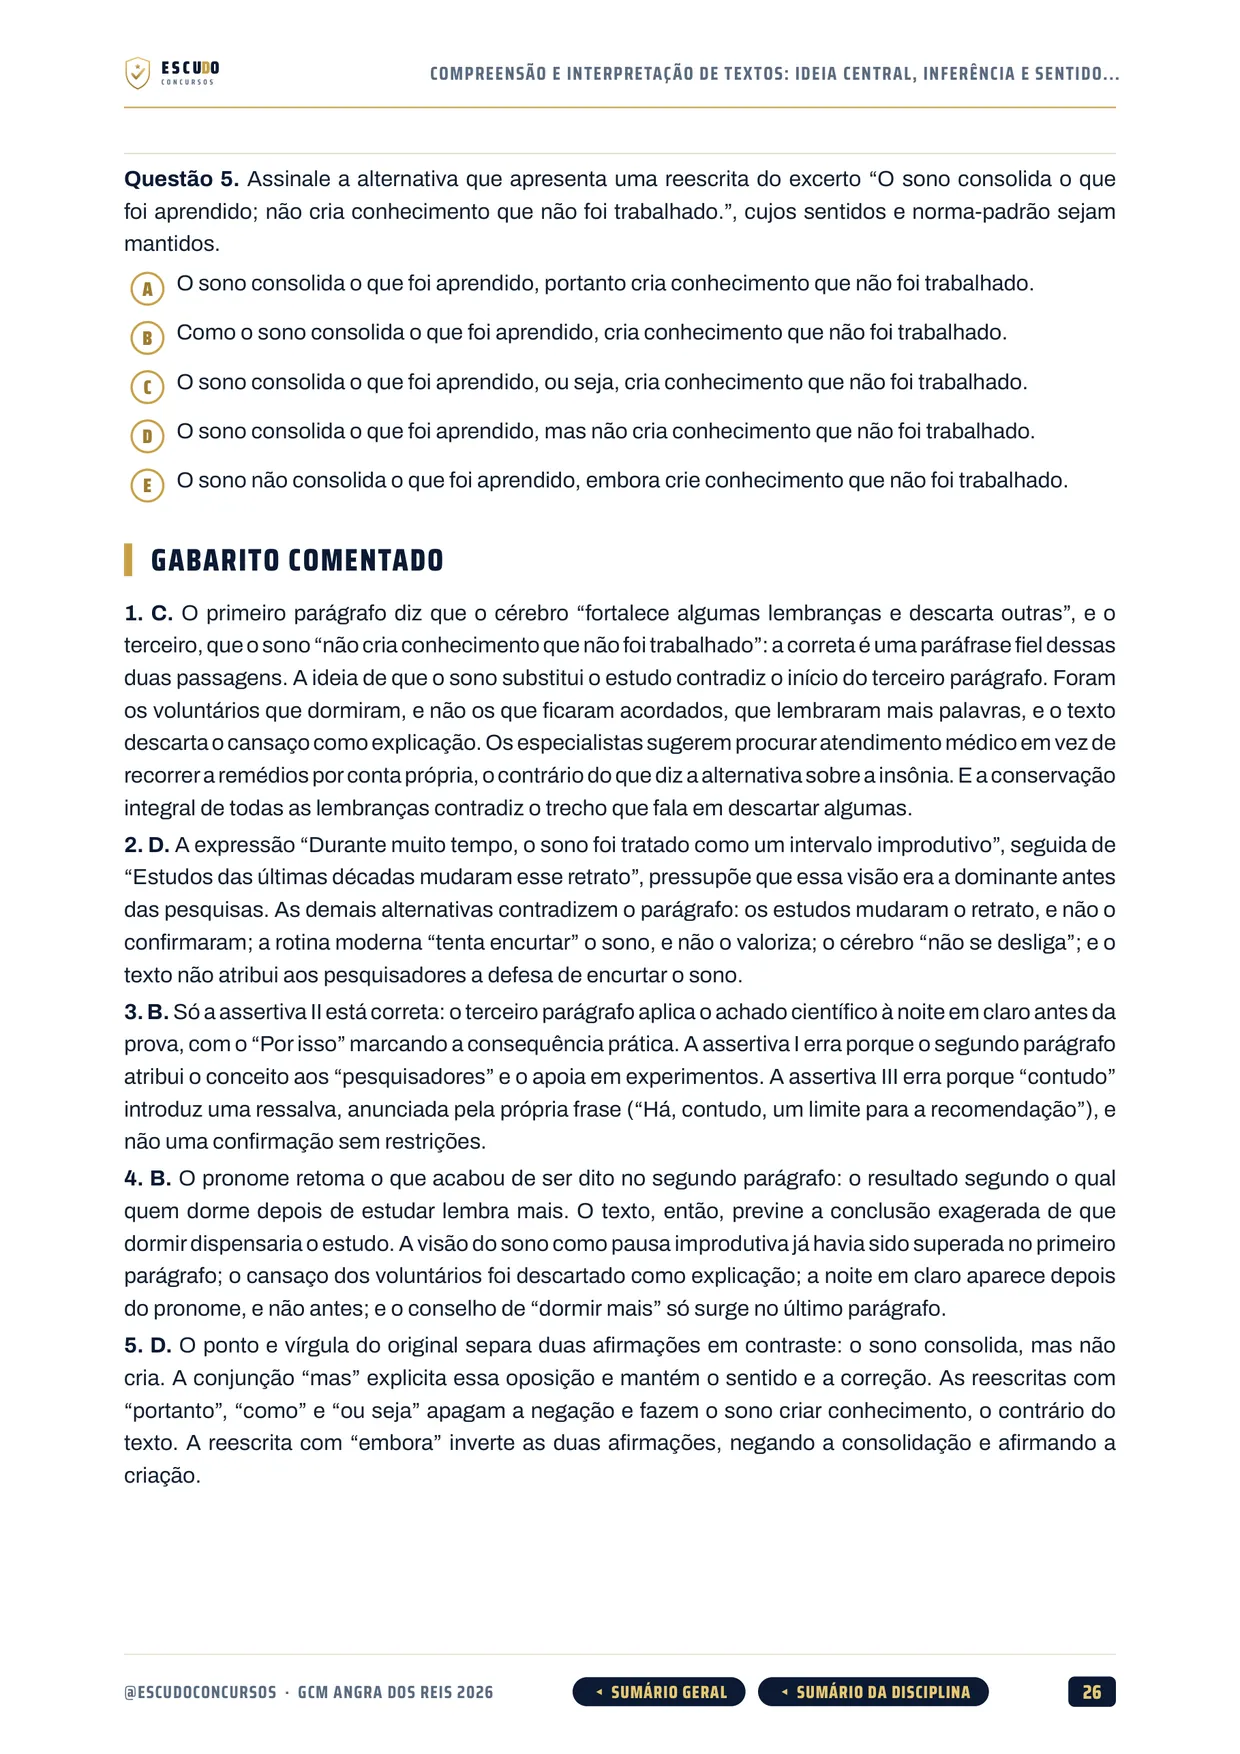 ESCUDO
CONCURSOS
COMPREENSÃO E INTERPRETAÇÃO DE TEXTOS: IDEIA CENTRAL, INFERÊNCIA E SENTIDO...
Questão 5. Assinale a alternativa que apresenta uma reescrita do excerto “O sono consolida o que
foi aprendido; não cria conhecimento que não foi trabalhado.”, cujos sentidos e norma-padrão sejam
mantidos.
A O sono consolida o que foi aprendido, portanto cria conhecimento que não foi trabalhado.
B Como o sono consolida o que foi aprendido, cria conhecimento que não foi trabalhado.
C O sono consolida o que foi aprendido, ou seja, cria conhecimento que não foi trabalhado.
D O sono consolida o que foi aprendido, mas não cria conhecimento que não foi trabalhado.
E O sono não consolida o que foi aprendido, embora crie conhecimento que não foi trabalhado.
GABARITO COMENTADO
1. C. O primeiro parágrafo diz que o cérebro “fortalece algumas lembranças e descarta outras”, e o
terceiro, que o sono “não cria conhecimento que não foi trabalhado”: a correta é uma paráfrase fiel dessas
duas passagens. A ideia de que o sono substitui o estudo contradiz o início do terceiro parágrafo. Foram
os voluntários que dormiram, e não os que ficaram acordados, que lembraram mais palavras, e o texto
descarta o cansaço como explicação. Os especialistas sugerem procurar atendimento médico em vez de
recorrer a remédios por conta própria, o contrário do que diz a alternativa sobre a insônia. E a conservação
integral de todas as lembranças contradiz o trecho que fala em descartar algumas.
2. D. A expressão “Durante muito tempo, o sono foi tratado como um intervalo improdutivo”, seguida de
“Estudos das últimas décadas mudaram esse retrato”, pressupõe que essa visão era a dominante antes
das pesquisas. As demais alternativas contradizem o parágrafo: os estudos mudaram o retrato, e não o
confirmaram; a rotina moderna “tenta encurtar” o sono, e não o valoriza; o cérebro “não se desliga”; e o
texto não atribui aos pesquisadores a defesa de encurtar o sono.
3. B. Só a assertiva II está correta: o terceiro parágrafo aplica o achado científico à noite em claro antes da
prova, com o “Por isso” marcando a consequência prática. A assertiva I erra porque o segundo parágrafo
atribui o conceito aos “pesquisadores” e o apoia em experimentos. A assertiva III erra porque “contudo”
introduz uma ressalva, anunciada pela própria frase (“Há, contudo, um limite para a recomendação”), e
não uma confirmação sem restrições.
4. B. O pronome retoma o que acabou de ser dito no segundo parágrafo: o resultado segundo o qual
quem dorme depois de estudar lembra mais. O texto, então, previne a conclusão exagerada de que
dormir dispensaria o estudo. A visão do sono como pausa improdutiva já havia sido superada no primeiro
parágrafo; o cansaço dos voluntários foi descartado como explicação; a noite em claro aparece depois
do pronome, e não antes; e o conselho de “dormir mais” só surge no último parágrafo.
5. D. O ponto e vírgula do original separa duas afirmações em contraste: o sono consolida, mas não
cria. A conjunção “mas” explicita essa oposição e mantém o sentido e a correção. As reescritas com
“portanto”, “como” e “ou seja” apagam a negação e fazem o sono criar conhecimento, o contrário do
texto. A reescrita com “embora” inverte as duas afirmações, negando a consolidação e afirmando a
criação.
@ESCUDOCONCURSOS · GCM ANGRA DOS REIS 2026
SUMÁRIO GERAL
SUMÁRIO DA DISCIPLINA
26